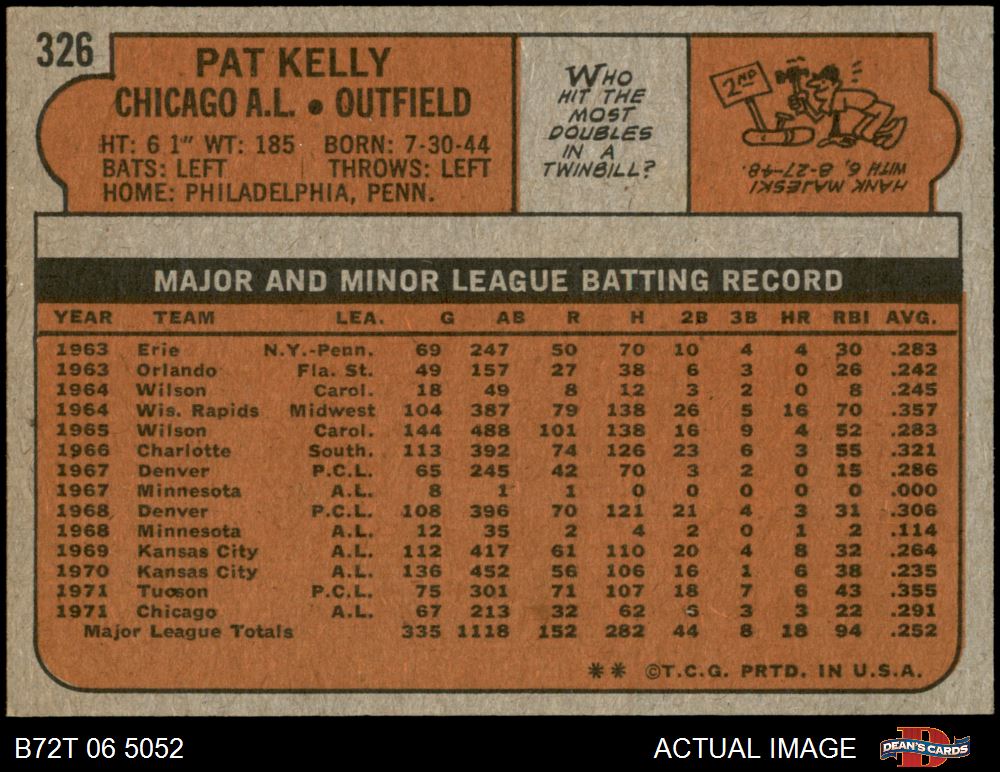 326
PAT KELLY
CHICAGO A.L. • OUTFIELD
HT: 6 1" WT: 185 BORN: 7-30-44
BATS: LEFT THROWS: LEFT
HOME: PHILADELPHIA, PENN.
WHO
HIT THE
MOST
DOUBLES
IN A
TWINBILL?
2ND
HANK MAJESKI
WITH 6, 8-27-48.
MAJOR AND MINOR LEAGUE BATTING RECORD
YEAR TEAM LEA. G AB R H 2B 3B HR RBI AVG.
1963 Erie N.Y.-Penn. 69 247 50 70 10 4 4 30 .283
1963 Orlando Fla. St. 49 157 27 38 6 3 0 26 .242
1964 Wilson Carol. 18 49 8 12 3 2 0 8 .245
1964 Wis. Rapids Midwest 104 387 79 138 26 5 16 70 .357
1965 Wilson Carol. 144 488 101 138 16 9 4 52 .283
1966 Charlotte South. 113 392 74 126 23 6 3 55 .321
1967 Denver P.C.L. 65 245 42 70 3 2 0 15 .286
1967 Minnesota A.L. 8 1 1 0 0 0 0 0 .000
1968 Denver P.C.L. 108 396 70 121 21 4 3 31 .306
1968 Minnesota A.L. 12 35 2 4 2 0 1 2 .114
1969 Kansas City A.L. 112 417 61 110 20 4 8 32 .264
1970 Kansas City A.L. 136 452 56 106 16 1 6 38 .235
1971 Tucson P.C.L. 75 301 71 107 18 7 6 43 .355
1971 Chicago A.L. 67 213 32 62 6 3 3 22 .291
Major League Totals 335 1118 152 282 44 8 18 94 .252
** ©T.C.G. PRTD. IN U.S.A.
B72T 06 5052 ACTUAL IMAGE DEAN'S CARDS